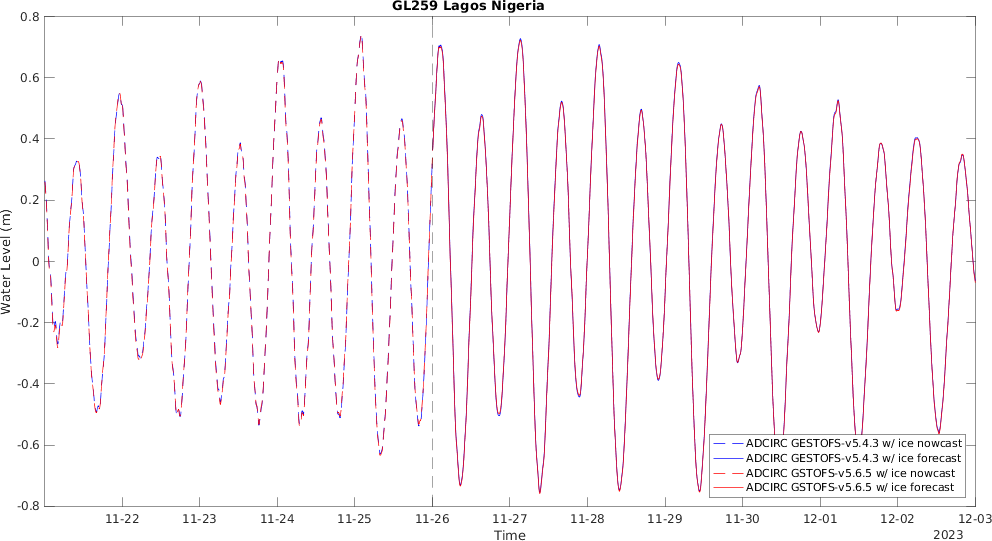 GL259 Lagos Nigeria
0.8
0.6
0.4
0.2
0
-0.2
-0.4
-0.6
-0.8
Water Level (m)
ADCIRC GESTOFS-v5.4.3 w/ ice nowcast
ADCIRC GESTOFS-v5.4.3 w/ ice forecast
ADCIRC GSTOFS-v5.6.5 w/ ice nowcast
ADCIRC GSTOFS-v5.6.5 w/ ice forecast
11-22 11-23 11-24 11-25 11-26 11-27 11-28 11-29 11-30 12-01 12-02 12-03
Time
2023